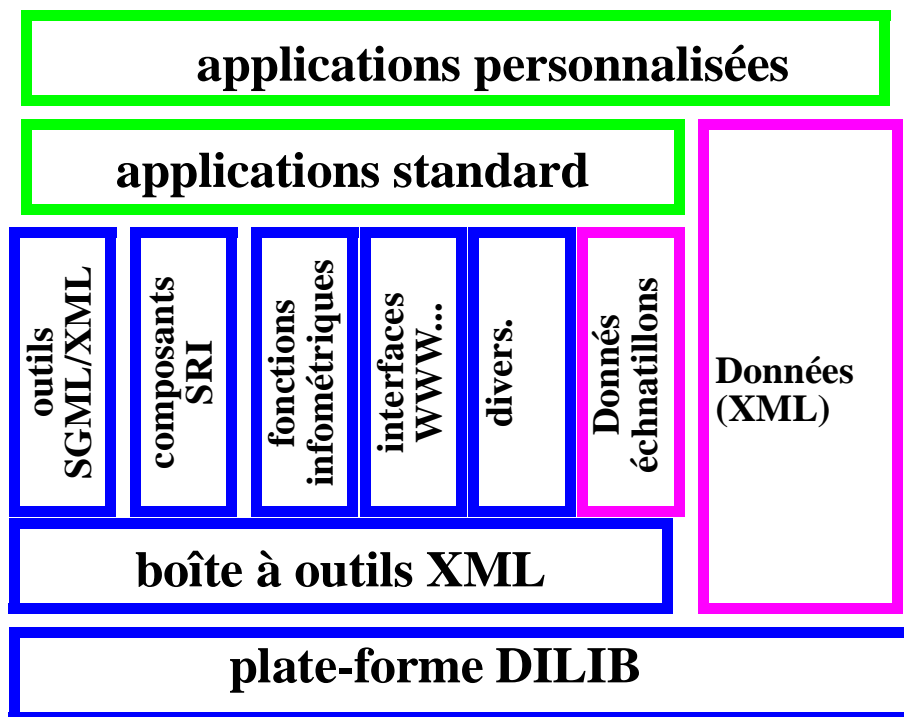 applications personnalisées
applications standard
outils
SGML/XML
composants
SRI
fonctions
infométriques
interfaces
WWW...
divers.
Donnés
échnatillons
Données
(XML)
boîte à outils XML
plate-forme DILIB